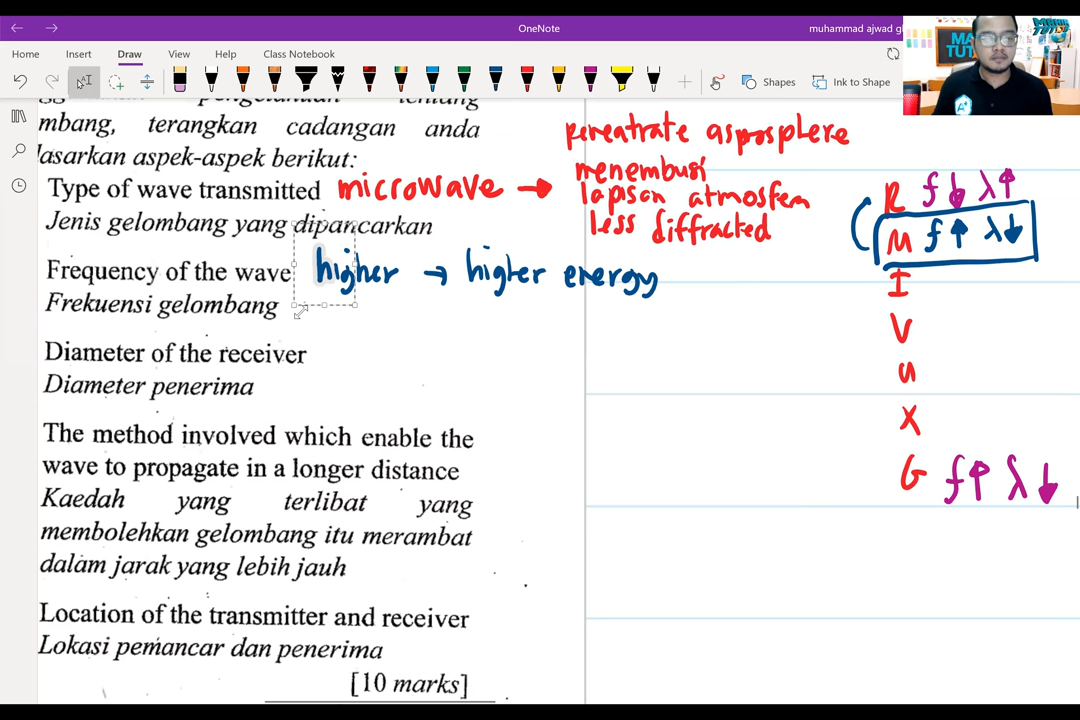 OneNote
muhammad ajwad
Home Insert Draw View Help Class Notebook
Shapes Ink to Shape
mbang, terangkan cadangan anda
lasarkan aspek-aspek berikut:
Type of wave transmitted microwave →
Jenis gelombang yang dipancarkan
peneatrate asmosphere
menembusi
lapisan atmosfera
less diffracted
Frequency of the wave higher → higher energy
Frekuensi gelombang
Diameter of the receiver
Diameter penerima
The method involved which enable the
wave to propagate in a longer distance
Kaedah yang terlibat yang
membolehkan gelombang itu merambat
dalam jarak yang lebih jauh
Location of the transmitter and receiver
Lokasi pemancar dan penerima
[10 marks]
R f↓ λ↑
M f↑ λ↓
I
V
u
X
G f↑ λ↓